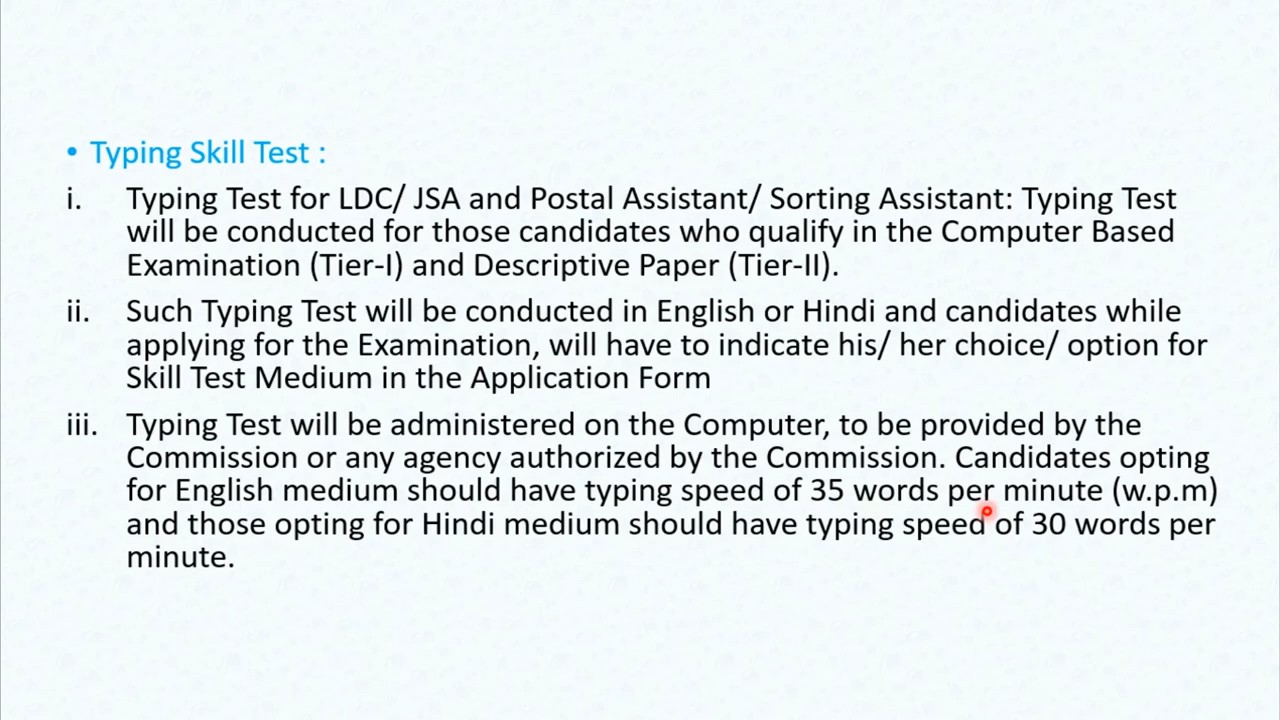 • Typing Skill Test :
i. Typing Test for LDC/ JSA and Postal Assistant/ Sorting Assistant: Typing Test
will be conducted for those candidates who qualify in the Computer Based
Examination (Tier-I) and Descriptive Paper (Tier-II).
ii. Such Typing Test will be conducted in English or Hindi and candidates while
applying for the Examination, will have to indicate his/ her choice/ option for
Skill Test Medium in the Application Form
iii. Typing Test will be administered on the Computer, to be provided by the
Commission or any agency authorized by the Commission. Candidates opting
for English medium should have typing speed of 35 words per minute (w.p.m)
and those opting for Hindi medium should have typing speed of 30 words per
minute.